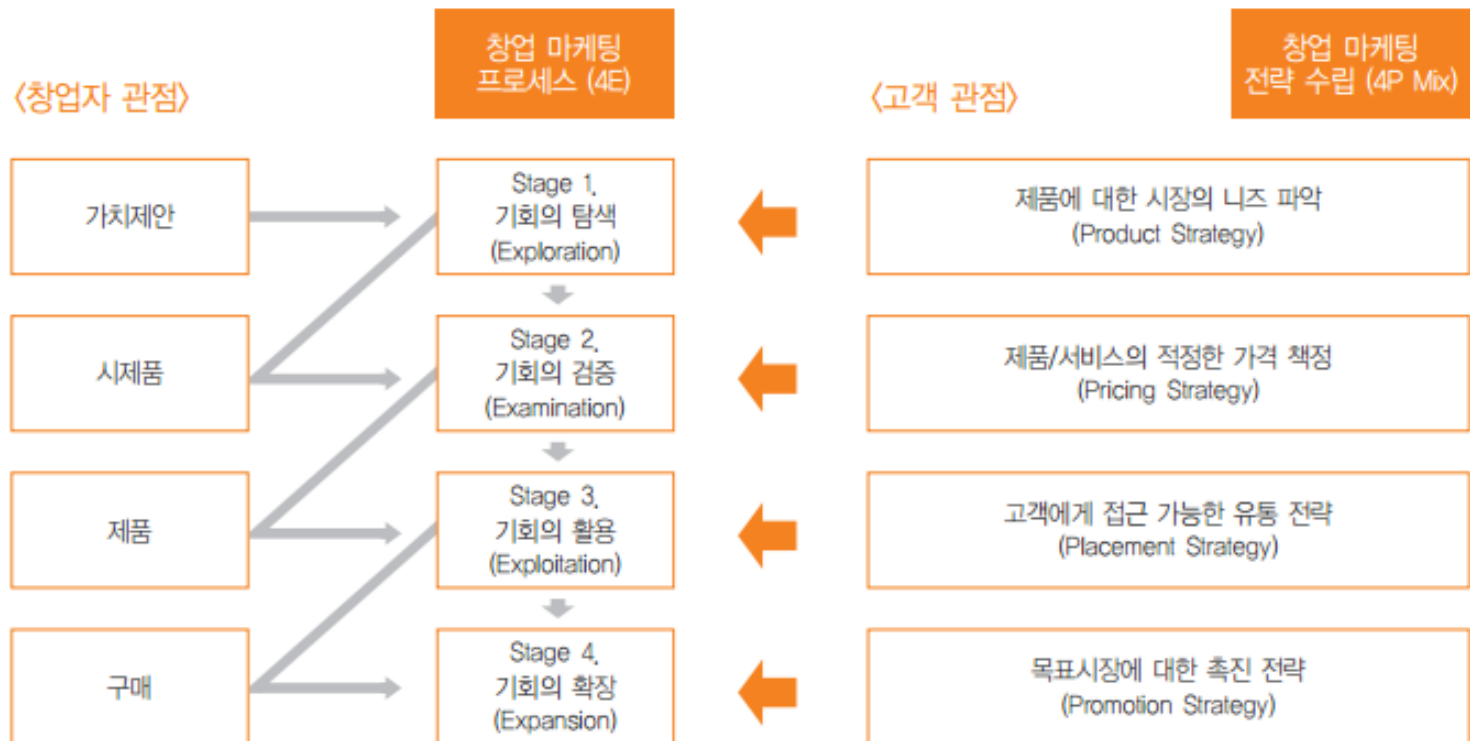 창업 마케팅
프로세스 (4E)
창업 마케팅
전략 수립 (4P Mix)
〈창업자 관점〉
〈고객 관점〉
가치제안
Stage 1.
기회의 탐색
(Exploration)
제품에 대한 시장의 니즈 파악
(Product Strategy)
시제품
Stage 2.
기회의 검증
(Examination)
제품/서비스의 적정한 가격 책정
(Pricing Strategy)
제품
Stage 3.
기회의 활용
(Exploitation)
고객에게 접근 가능한 유통 전략
(Placement Strategy)
구매
Stage 4.
기회의 확장
(Expansion)
목표시장에 대한 촉진 전략
(Promotion Strategy)